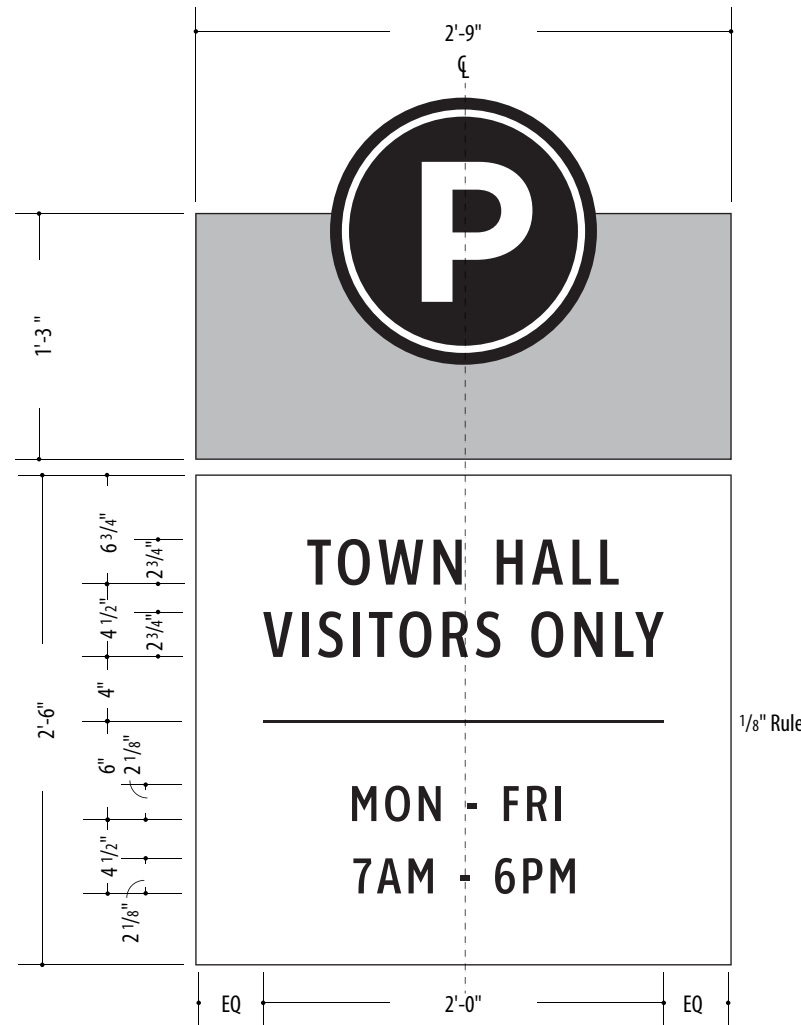 2'-9"
℄
P
1'-3"
6 3/4"
2 3/4"
TOWN HALL
4 1/2"
2 3/4"
VISITORS ONLY
4"
2'-6"
1/8" Rule
6"
2 1/8"
MON - FRI
4 1/2"
7AM - 6PM
2 1/8"
EQ 2'-0" EQ